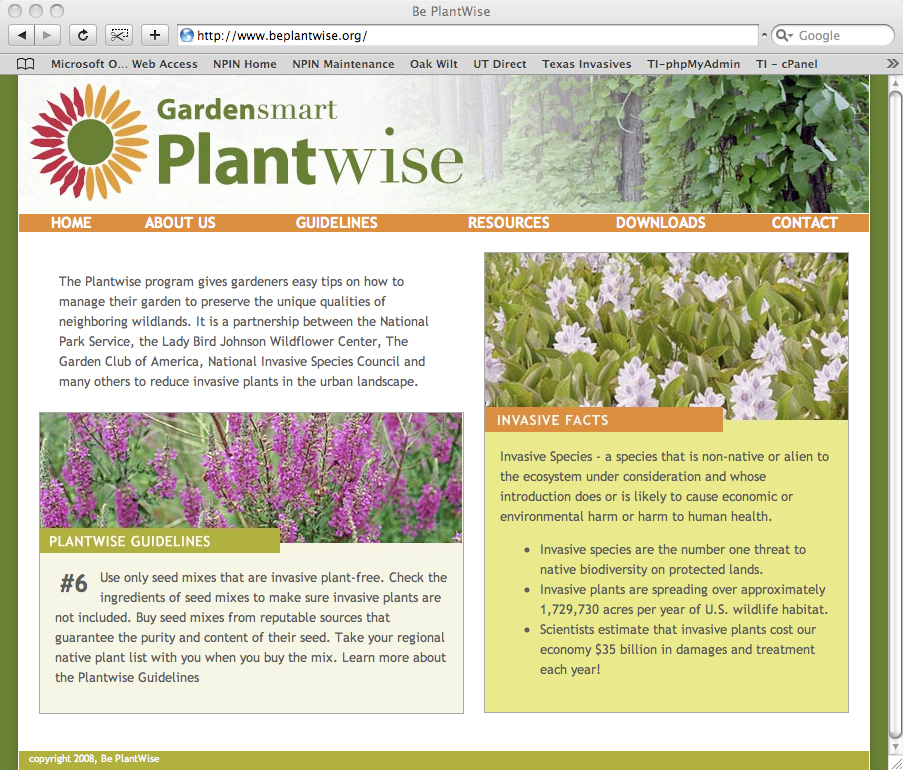 Be PlantWise
http://www.beplantwise.org/
Google
Microsoft O... Web Access NPIN Home NPIN Maintenance Oak Wilt UT Direct Texas Invasives TI-phpMyAdmin TI - cPanel
Gardensmart
Plantwise
HOME ABOUT US GUIDELINES RESOURCES DOWNLOADS CONTACT
The Plantwise program gives gardeners easy tips on how to
manage their garden to preserve the unique qualities of
neighboring wildlands. It is a partnership between the National
Park Service, the Lady Bird Johnson Wildflower Center, The
Garden Club of America, National Invasive Species Council and
many others to reduce invasive plants in the urban landscape.
PLANTWISE GUIDELINES
#6 Use only seed mixes that are invasive plant-free. Check the
ingredients of seed mixes to make sure invasive plants are
not included. Buy seed mixes from reputable sources that
guarantee the purity and content of their seed. Take your regional
native plant list with you when you buy the mix. Learn more about
the Plantwise Guidelines
INVASIVE FACTS
Invasive Species - a species that is non-native or alien to
the ecosystem under consideration and whose
introduction does or is likely to cause economic or
environmental harm or harm to human health.
• Invasive species are the number one threat to
native biodiversity on protected lands.
• Invasive plants are spreading over approximately
1,729,730 acres per year of U.S. wildlife habitat.
• Scientists estimate that invasive plants cost our
economy $35 billion in damages and treatment
each year!
copyright 2008, Be PlantWise